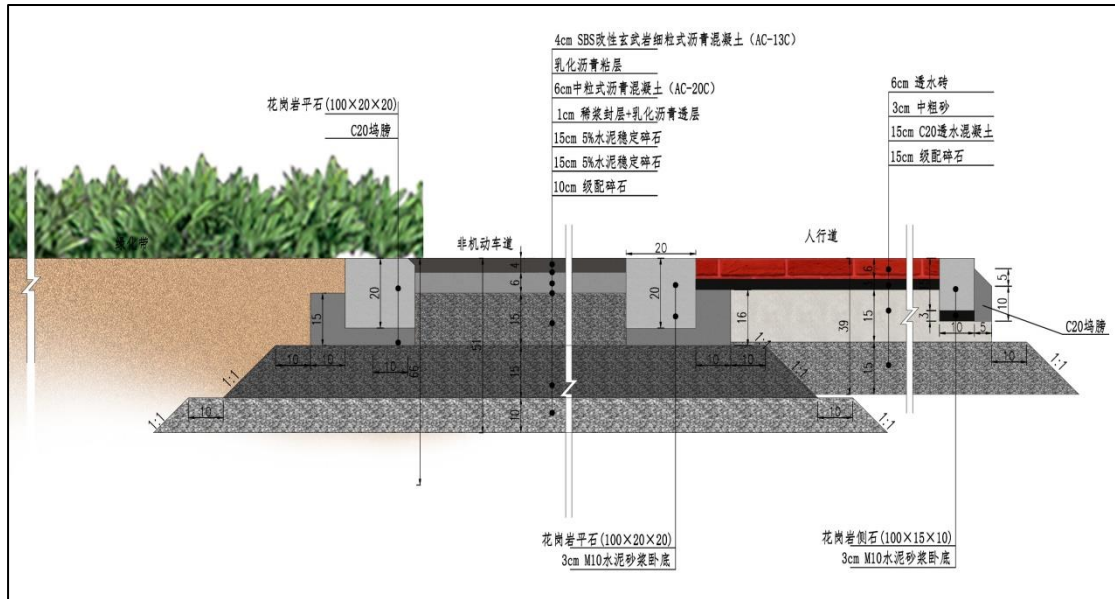 4cm SBS改性玄武岩细粒式沥青混凝土（AC-13C）
乳化沥青粘层
6cm中粒式沥青混凝土（AC-20C）
1cm 稀浆封层+乳化沥青透层
15cm 5%水泥稳定碎石
15cm 5%水泥稳定碎石
10cm 级配碎石
花岗岩平石(100×20×20)
C20坞膀
6cm 透水砖
3cm 中粗砂
15cm C20透水混凝土
15cm 级配碎石
绿化带
非机动车道
人行道
20
4
6
20
15
15
15
10
51
66
10
10
10
10
1:1
1:1
20
16
10
10
1:1
10
1:1
6
15
15
39
3
10
5
5
10
10
1:1
C20坞膀
花岗岩平石(100×20×20)
3cm M10水泥砂浆卧底
花岗岩侧石(100×15×10)
3cm M10水泥砂浆卧底